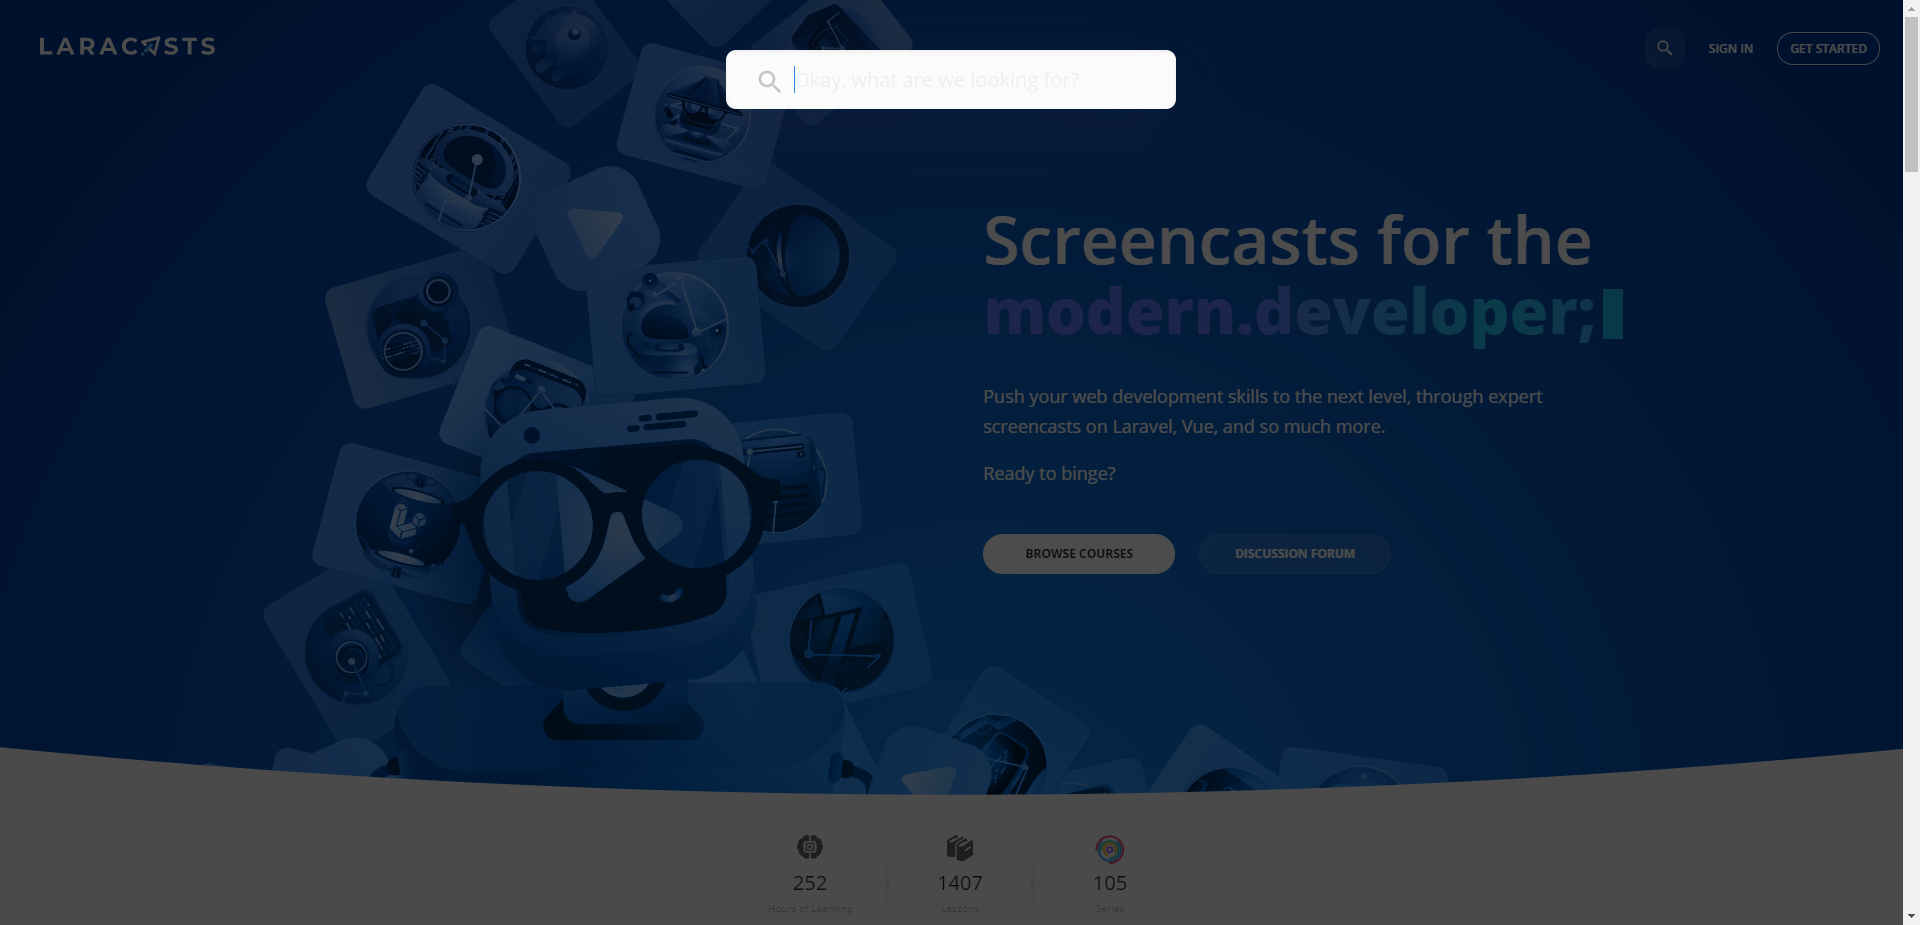 LARACASTS
Okay, what are we looking for?
SIGN IN
GET STARTED
Screencasts for the
modern.developer;
Push your web development skills to the next level, through expert
screencasts on Laravel, Vue, and so much more.
Ready to binge?
BROWSE COURSES
DISCUSSION FORUM
252
1407
105
Hours of Learning
Lessons
Series